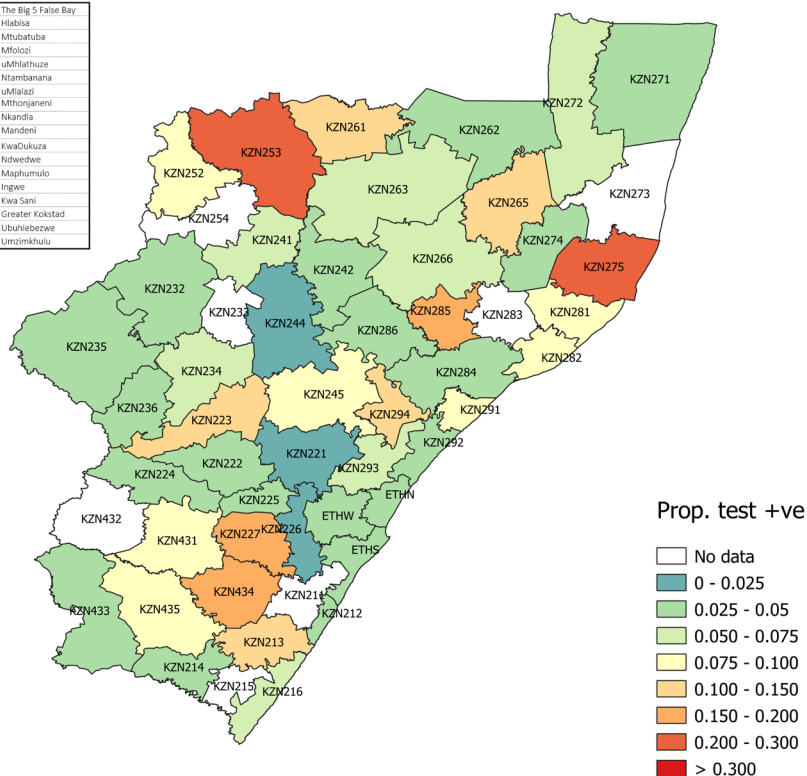 The Big 5 False Bay
Hlabisa
Mtubatuba
Mfolozi
uMhlathuze
Ntambanana
uMlalazi
Mthonjaneni
Nkandla
Mandeni
KwaDukuza
Ndwedwe
Maphumulo
Ingwe
Kwa Sani
Greater Kokstad
Ubuhlebezwe
Umzimkhulu
KZN271
KZN272
KZN261
KZN262
KZN253
KZN252
KZN263
KZN273
KZN265
KZN254
KZN241
KZN274
KZN266
KZN275
KZN242
KZN232
KZN233
KZN285
KZN283
KZN281
KZN244
KZN286
KZN235
KZN282
KZN234
KZN284
KZN245
KZN236
KZN223
KZN294
KZN291
KZN292
KZN221
KZN222
KZN293
KZN224
ETHN
KZN225
KZN432
ETHW
KZN226
KZN227
KZN431
ETHS
KZN434
KZN211
KZN433
KZN435
KZN212
KZN213
KZN214
KZN215
KZN216
Prop. test +ve
No data
0 - 0.025
0.025 - 0.05
0.050 - 0.075
0.075 - 0.100
0.100 - 0.150
0.150 - 0.200
0.200 - 0.300
> 0.300